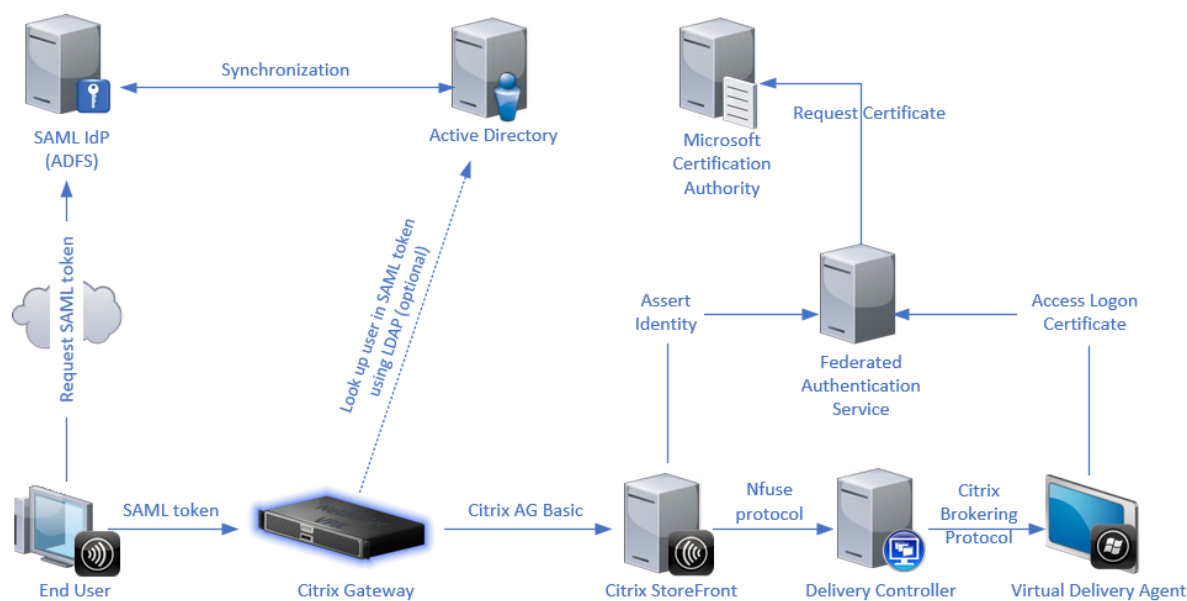 Synchronization
SAML IdP
(ADFS)
Active Directory
Request Certificate
Microsoft
Certification
Authority
Request SAML token
Look up user in SAML token
using LDAP (optional)
Assert
Identity
Access Logon
Certificate
Federated
Authentication
Service
SAML token
Citrix AG Basic
Nfuse
protocol
Citrix
Brokering
Protocol
End User
Citrix Gateway
Citrix StoreFront
Delivery Controller
Virtual Delivery Agent